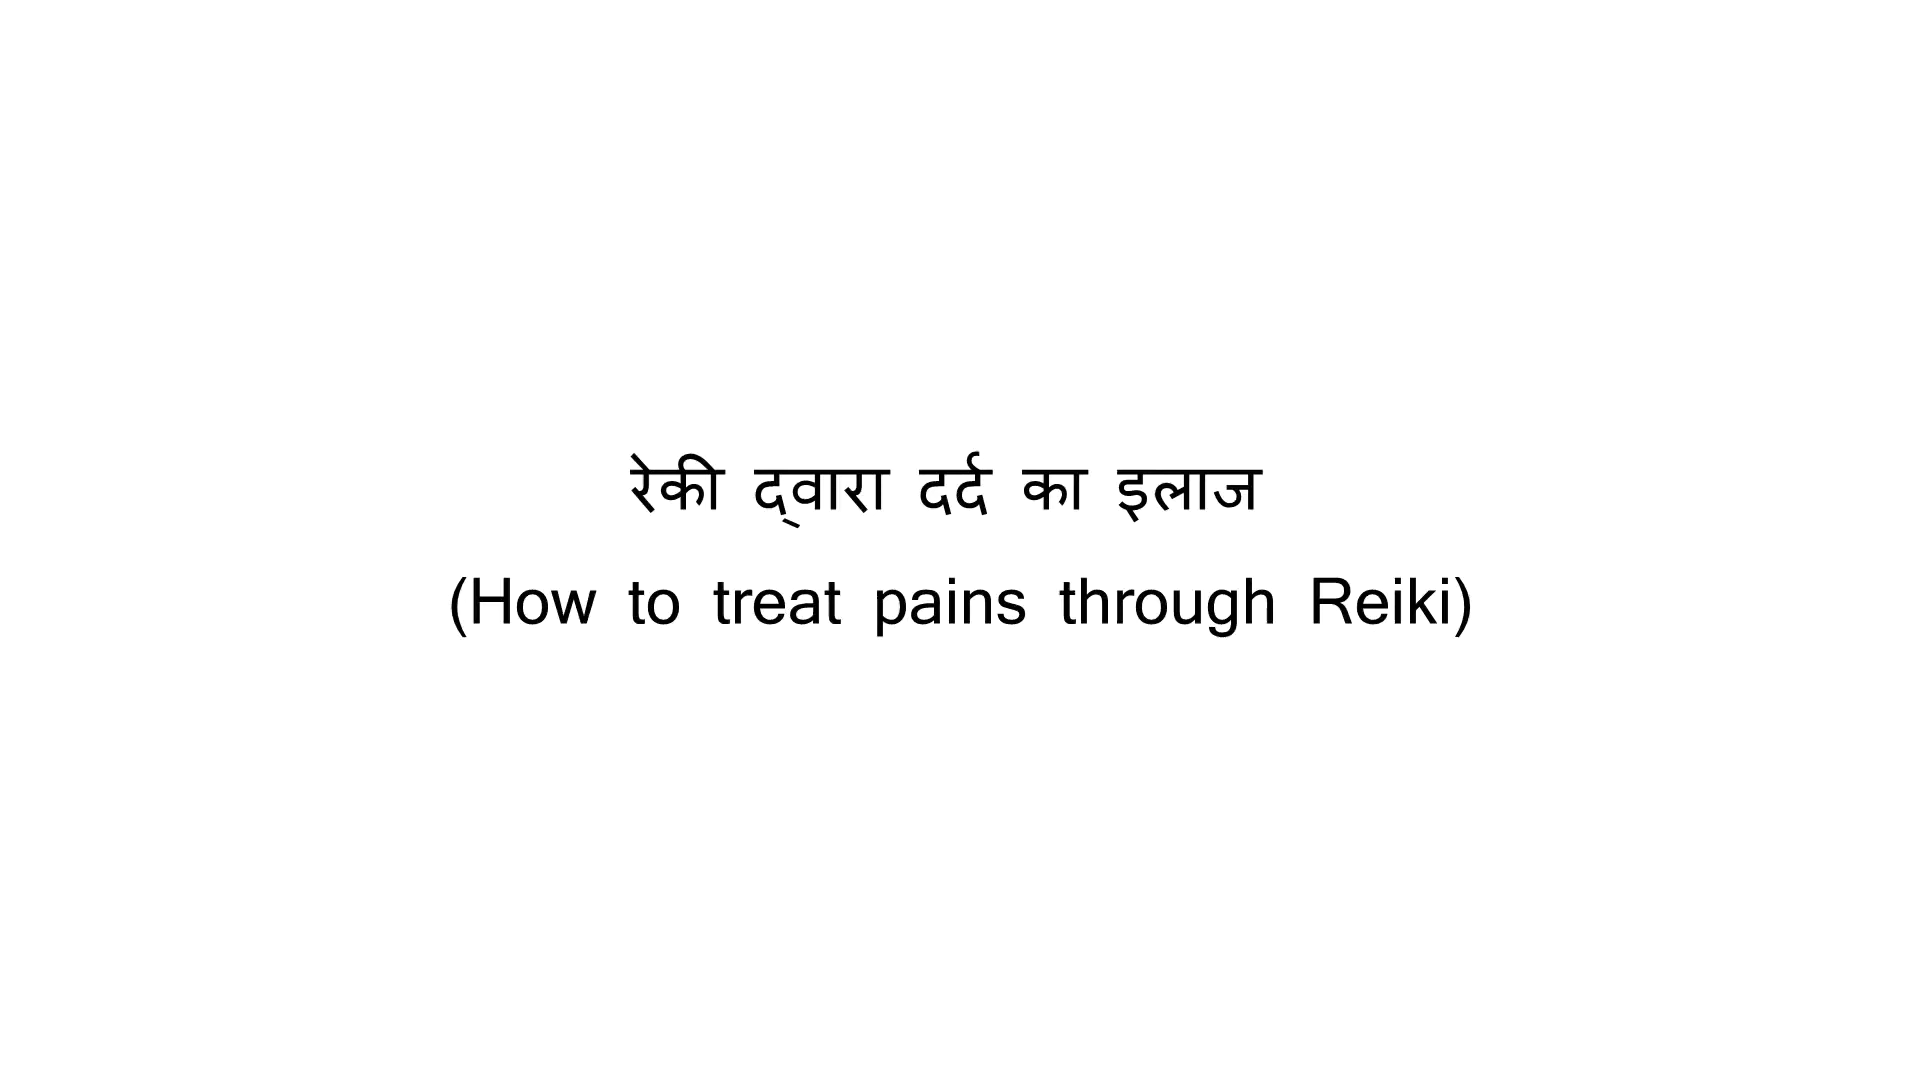 रेकी द्वारा दर्द का इलाज
(How to treat pains through Reiki)